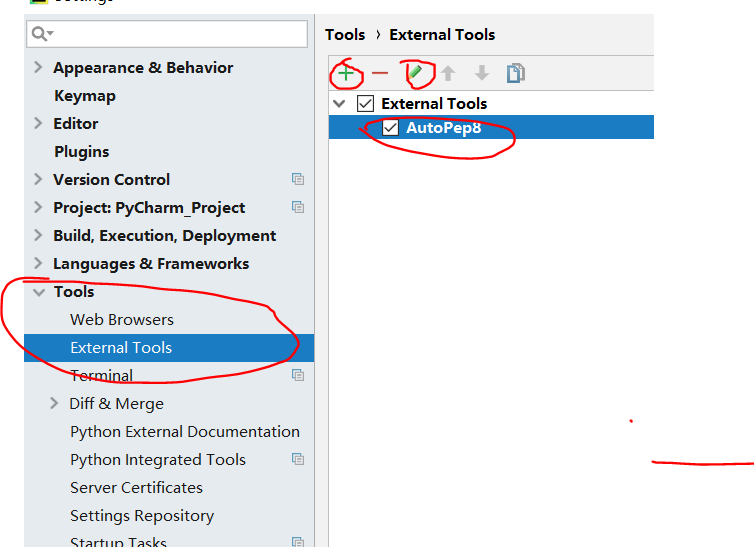 Tools › External Tools
Appearance & Behavior
Keymap
Editor
Plugins
Version Control
Project: PyCharm_Project
Build, Execution, Deployment
Languages & Frameworks
Tools
Web Browsers
External Tools
Terminal
Diff & Merge
Python External Documentation
Python Integrated Tools
Server Certificates
Settings Repository
Startup Tasks
External Tools
AutoPep8